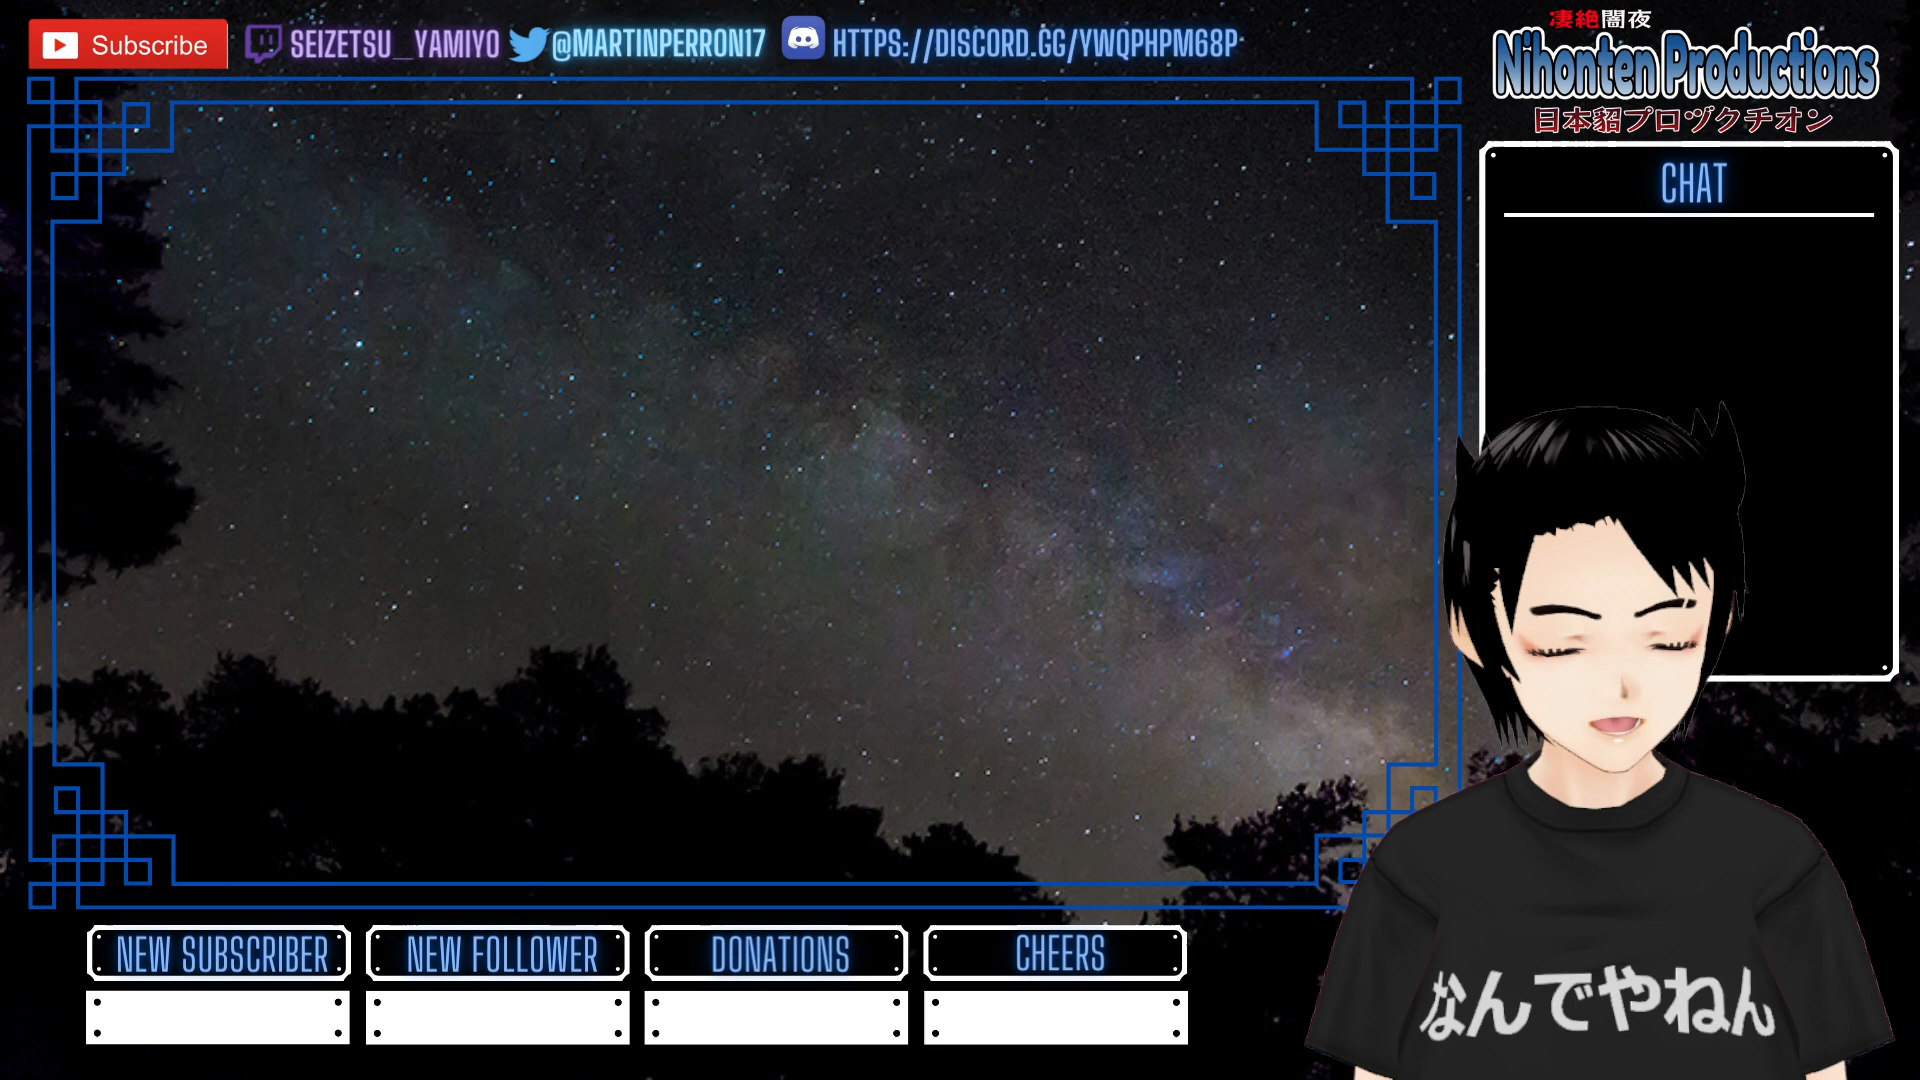 Subscribe
SEIZETSU_YAMIYO
@MARTINPERRON17
HTTPS://DISCORD.GG/YWQPHPM68P
凄絶闇夜
Nihonten Productions
日本貂プロヅクチオン
CHAT
なんでやねん
NEW SUBSCRIBER
NEW FOLLOWER
DONATIONS
CHEERS